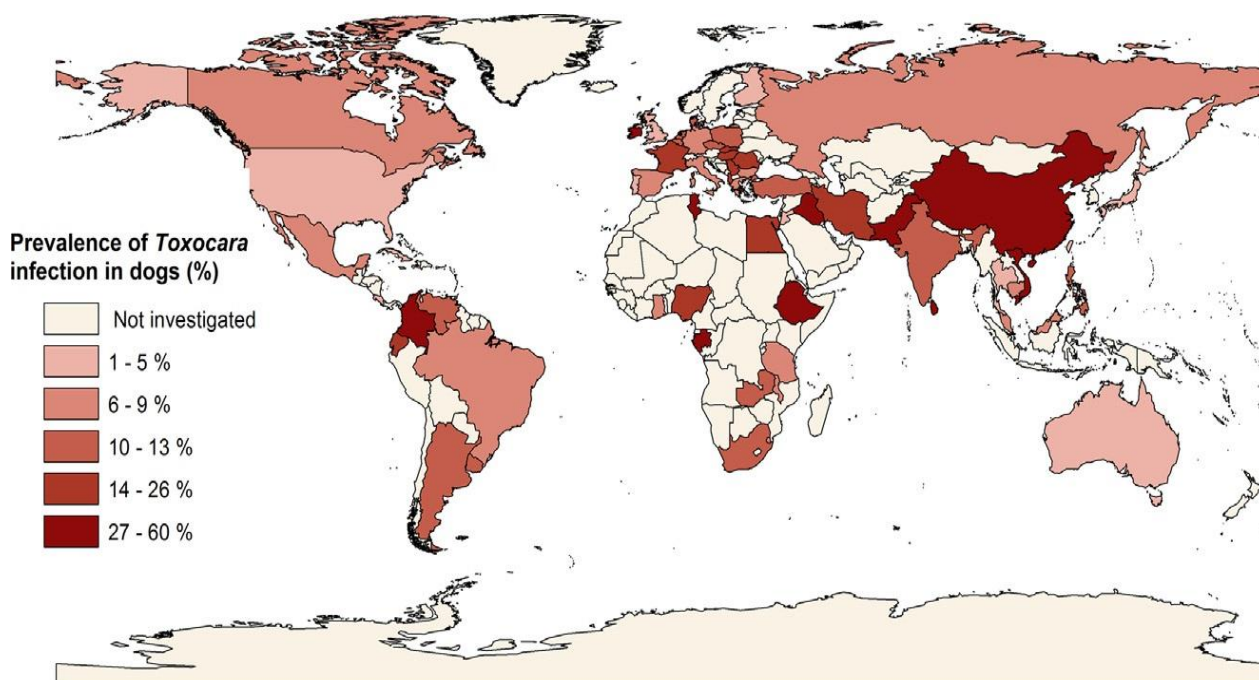 Prevalence of Toxocara
infection in dogs (%)
Not investigated
1 - 5 %
6 - 9 %
10 - 13 %
14 - 26 %
27 - 60 %